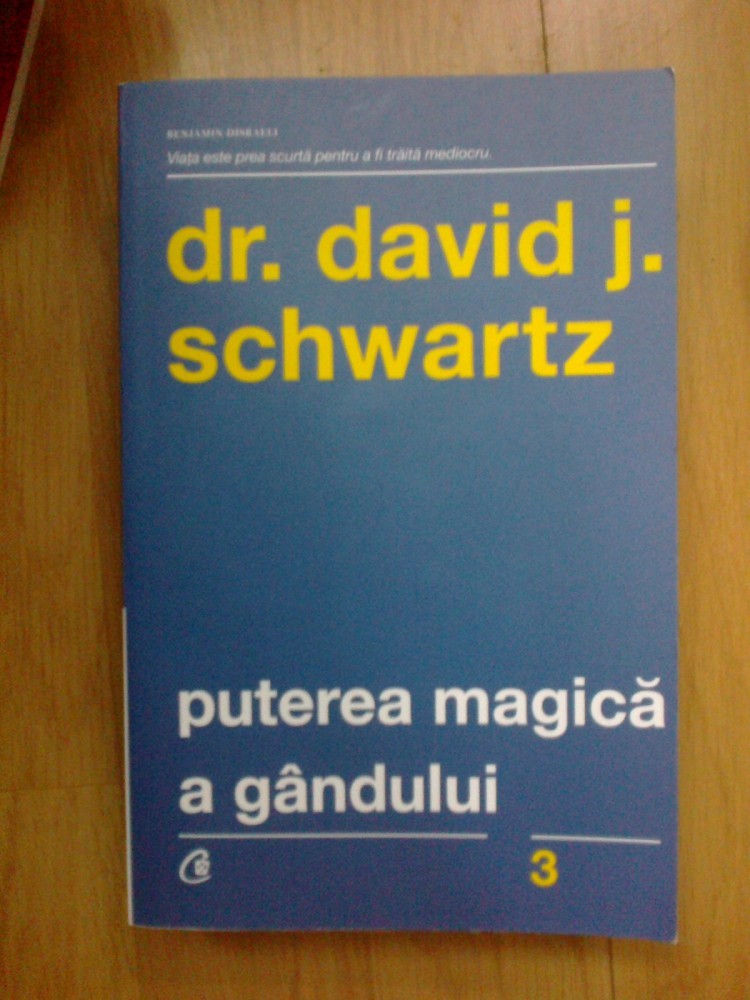 BENJAMIN DISRAELI
Viața este prea scurtă pentru a fi trăită mediocru.
dr. david j.
schwartz
puterea magică
a gândului
3